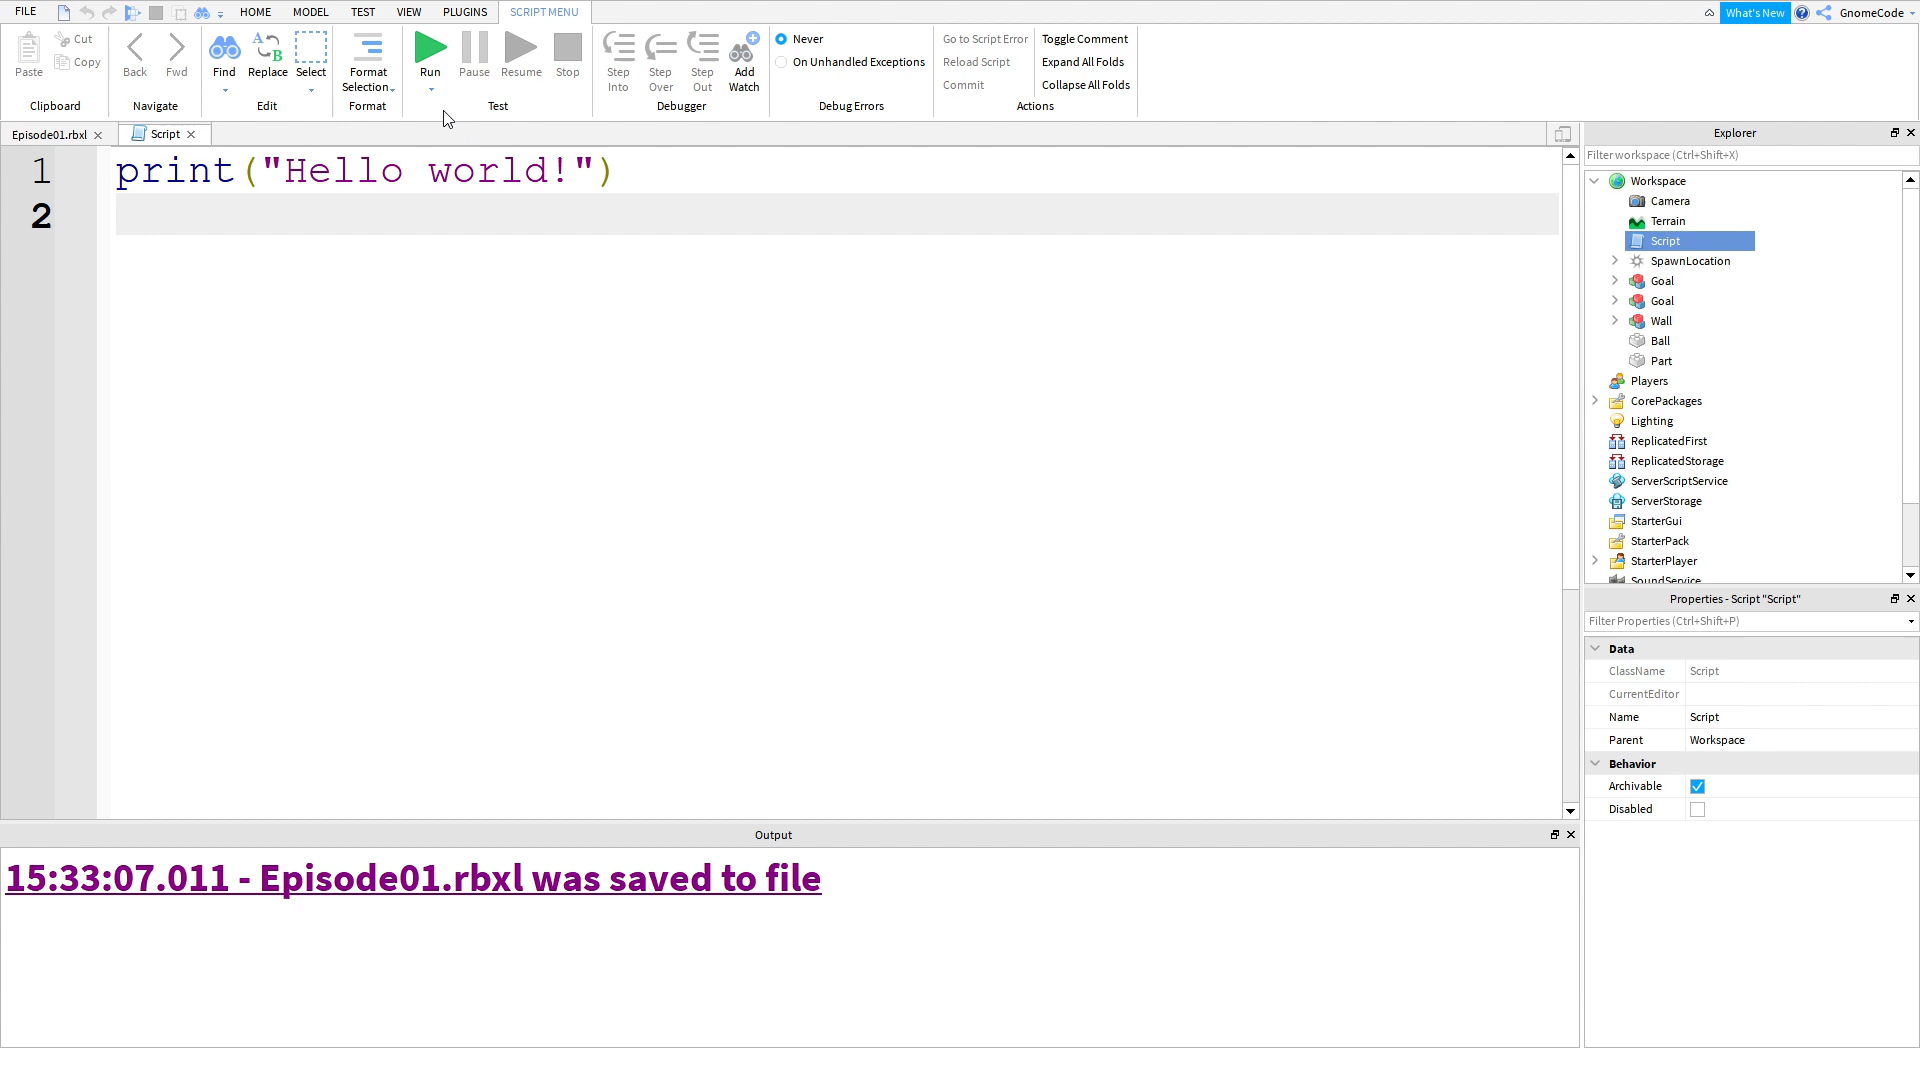 FILE HOME MODEL TEST VIEW PLUGINS SCRIPT MENU What's New GnomeCode
Paste Cut Copy Back Fwd Find Replace Select Format Selection Run Pause Resume Stop Step Into Step Over Step Out Add Watch
Never
On Unhandled Exceptions
Go to Script Error
Reload Script
Commit
Toggle Comment
Expand All Folds
Collapse All Folds
Clipboard Navigate Edit Format Test Debugger Debug Errors Actions
Episode01.rbxl Script
1 print("Hello world!")
2
Output
15:33:07.011 - Episode01.rbxl was saved to file
Explorer
Filter workspace (Ctrl+Shift+X)
Workspace
Camera
Terrain
Script
SpawnLocation
Goal
Goal
Wall
Ball
Part
Players
CorePackages
Lighting
ReplicatedFirst
ReplicatedStorage
ServerScriptService
ServerStorage
StarterGui
StarterPack
StarterPlayer
SoundService
Properties - Script "Script"
Filter Properties (Ctrl+Shift+P)
Data
ClassName Script
CurrentEditor
Name Script
Parent Workspace
Behavior
Archivable
Disabled